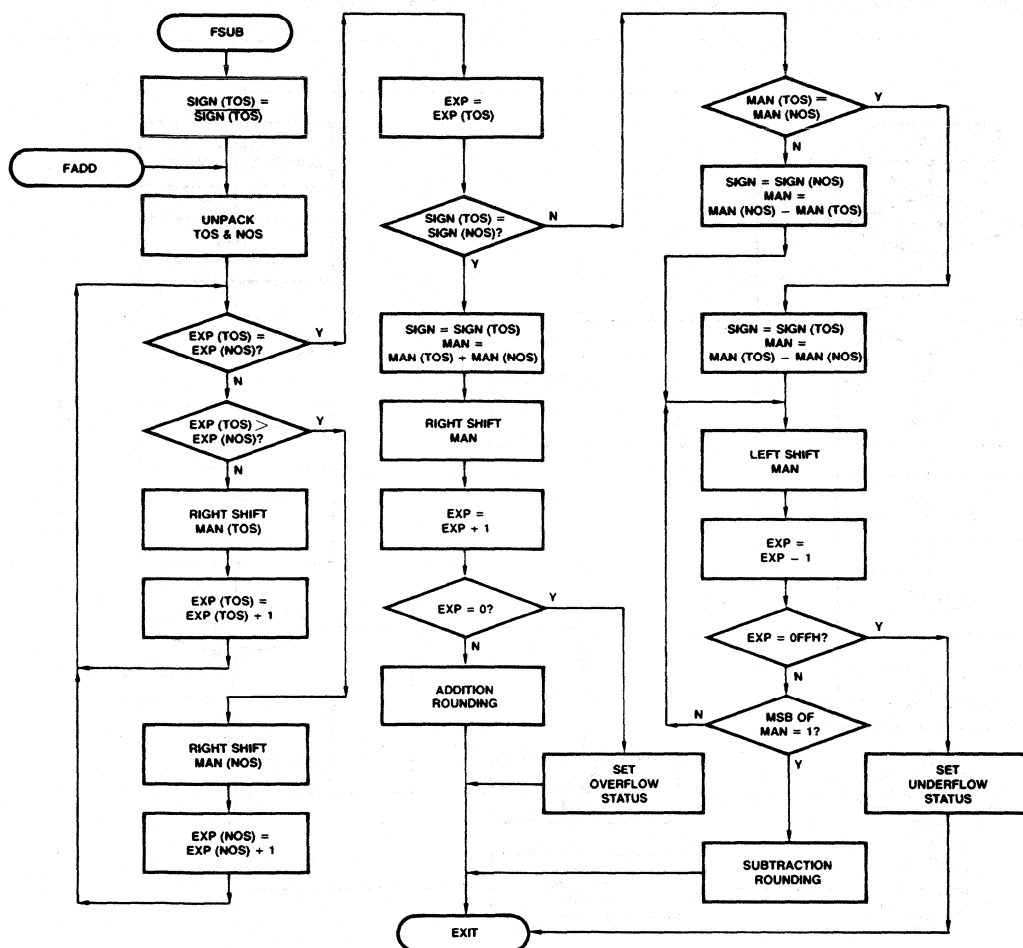 FSUB
SIGN (TOS) =
SIGN (TOS)
FADD
UNPACK
TOS & NOS
EXP (TOS) =
EXP (NOS)?
Y
N
EXP (TOS) >
EXP (NOS)?
Y
N
RIGHT SHIFT
MAN (TOS)
EXP (TOS) =
EXP (TOS) + 1
RIGHT SHIFT
MAN (NOS)
EXP (NOS) =
EXP (NOS) + 1
EXP =
EXP (TOS)
SIGN (TOS) =
SIGN (NOS)?
N
Y
SIGN = SIGN (TOS)
MAN =
MAN (TOS) + MAN (NOS)
RIGHT SHIFT
MAN
EXP =
EXP + 1
EXP = 0?
Y
N
ADDITION
ROUNDING
SET
OVERFLOW
STATUS
MAN (TOS) =
MAN (NOS)
Y
N
SIGN = SIGN (NOS)
MAN =
MAN (NOS) − MAN (TOS)
SIGN = SIGN (TOS)
MAN =
MAN (TOS) − MAN (NOS)
LEFT SHIFT
MAN
EXP =
EXP − 1
EXP = 0FFH?
Y
N
MSB OF
MAN = 1?
N
Y
SET
UNDERFLOW
STATUS
SUBTRACTION
ROUNDING
EXIT